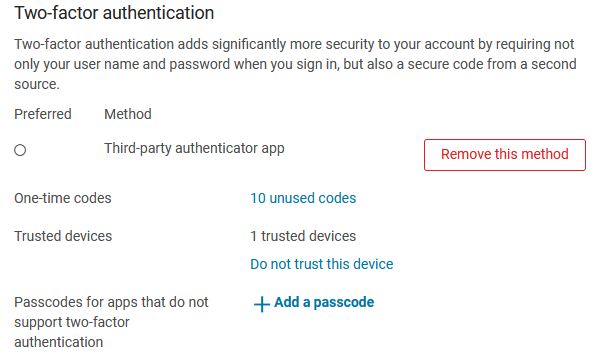 Two-factor authentication
Two-factor authentication adds significantly more security to your account by requiring not
only your user name and password when you sign in, but also a secure code from a second
source.
Preferred Method
Third-party authenticator app Remove this method
One-time codes 10 unused codes
Trusted devices 1 trusted devices
Do not trust this device
Passcodes for apps that do not Add a passcode
support two-factor
authentication